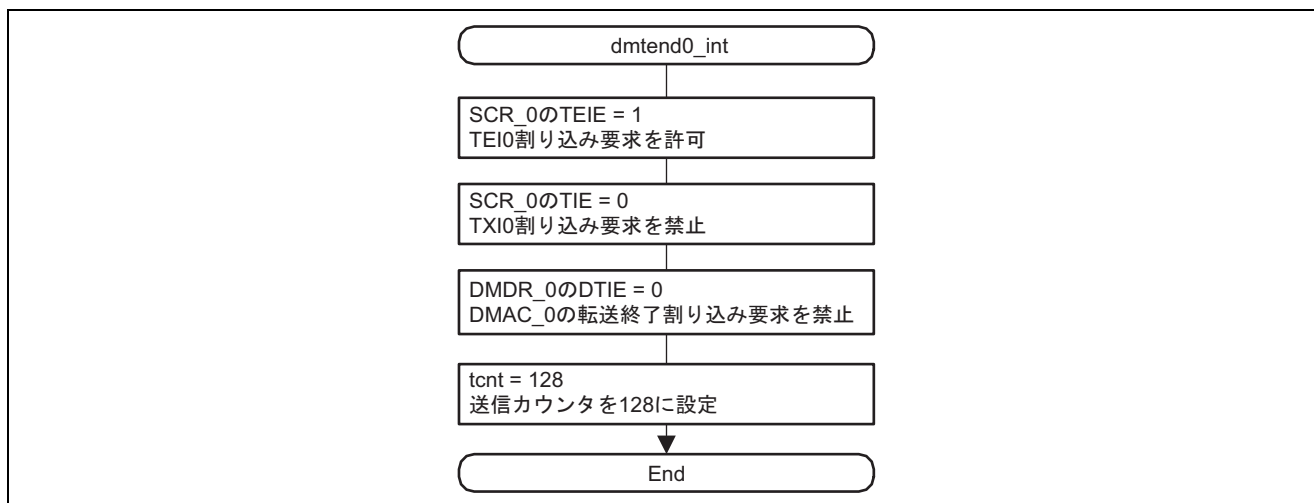 dmtend0_int
SCR_0のTEIE = 1
TEI0割り込み要求を許可
SCR_0のTIE = 0
TXI0割り込み要求を禁止
DMDR_0のDTIE = 0
DMAC_0の転送終了割り込み要求を禁止
tcnt = 128
送信カウンタを128に設定
End